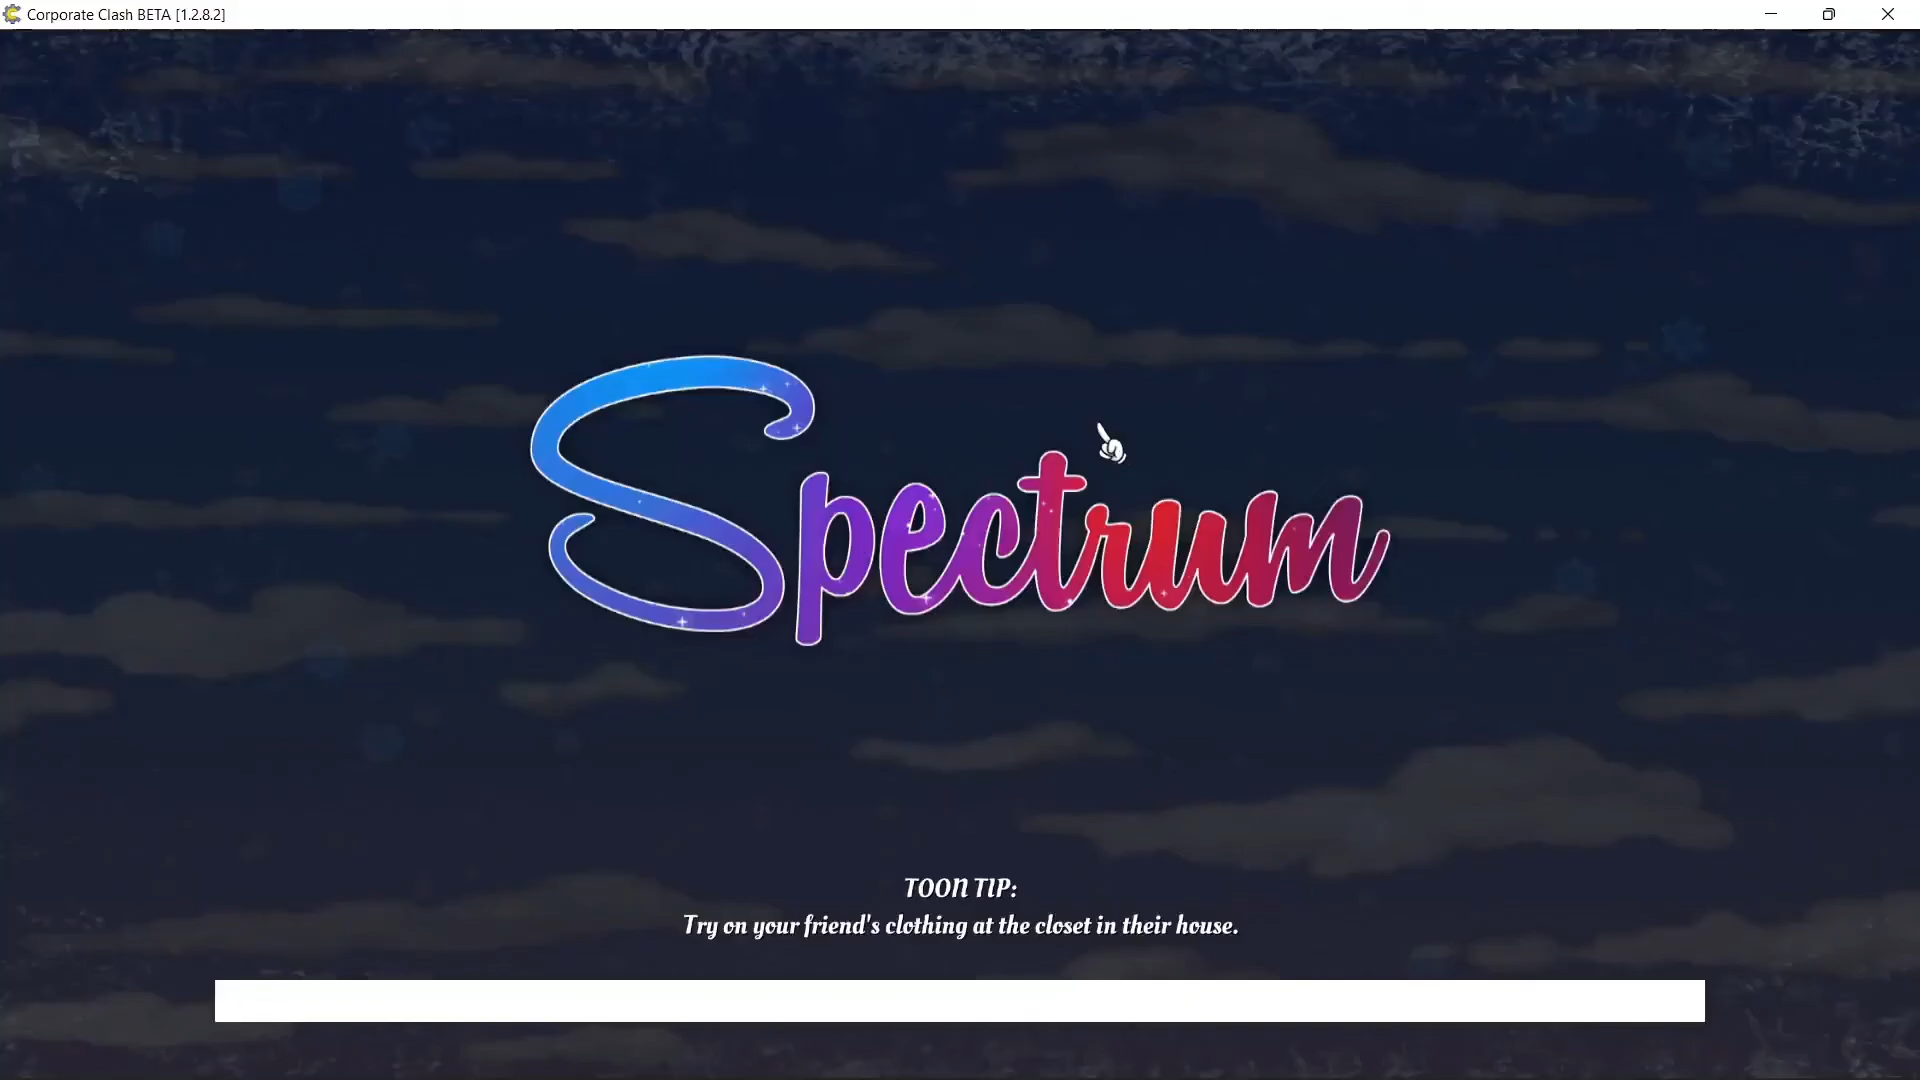 Corporate Clash BETA [1.2.8.2]
Spectrum
TOON TIP:
Try on your friend's clothing at the closet in their house.